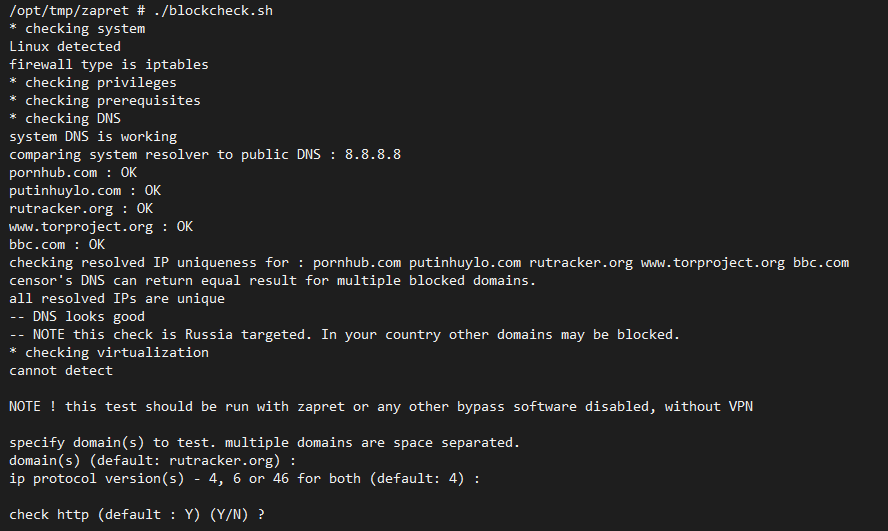 /opt/tmp/zapret # ./blockcheck.sh
* checking system
Linux detected
firewall type is iptables
* checking privileges
* checking prerequisites
* checking DNS
system DNS is working
comparing system resolver to public DNS : 8.8.8.8
pornhub.com : OK
putinhuylo.com : OK
rutracker.org : OK
www.torproject.org : OK
bbc.com : OK
checking resolved IP uniqueness for : pornhub.com putinhuylo.com rutracker.org www.torproject.org bbc.com
censor's DNS can return equal result for multiple blocked domains.
all resolved IPs are unique
-- DNS looks good
-- NOTE this check is Russia targeted. In your country other domains may be blocked.
* checking virtualization
cannot detect
NOTE ! this test should be run with zapret or any other bypass software disabled, without VPN
specify domain(s) to test. multiple domains are space separated.
domain(s) (default: rutracker.org) :
ip protocol version(s) - 4, 6 or 46 for both (default: 4) :
check http (default : Y) (Y/N) ?